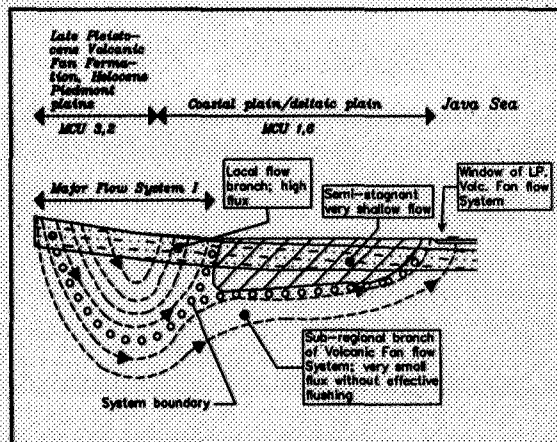 Late Pleisto-
cene Volcanic
Fan Forma-
tion, Holocene
Piedmont
plains
MCU 3,2
Coastal plain/deltaic plain
MCU 1,6
Java Sea
Major Flow System I
Local flow
branch; high
flux
Semi-stagnant
very shallow flow
Window of LP.
Volc. Fan flow
System
System boundary
Sub-regional branch
of Volcanic Fan flow
System; very small
flux without effective
flushing